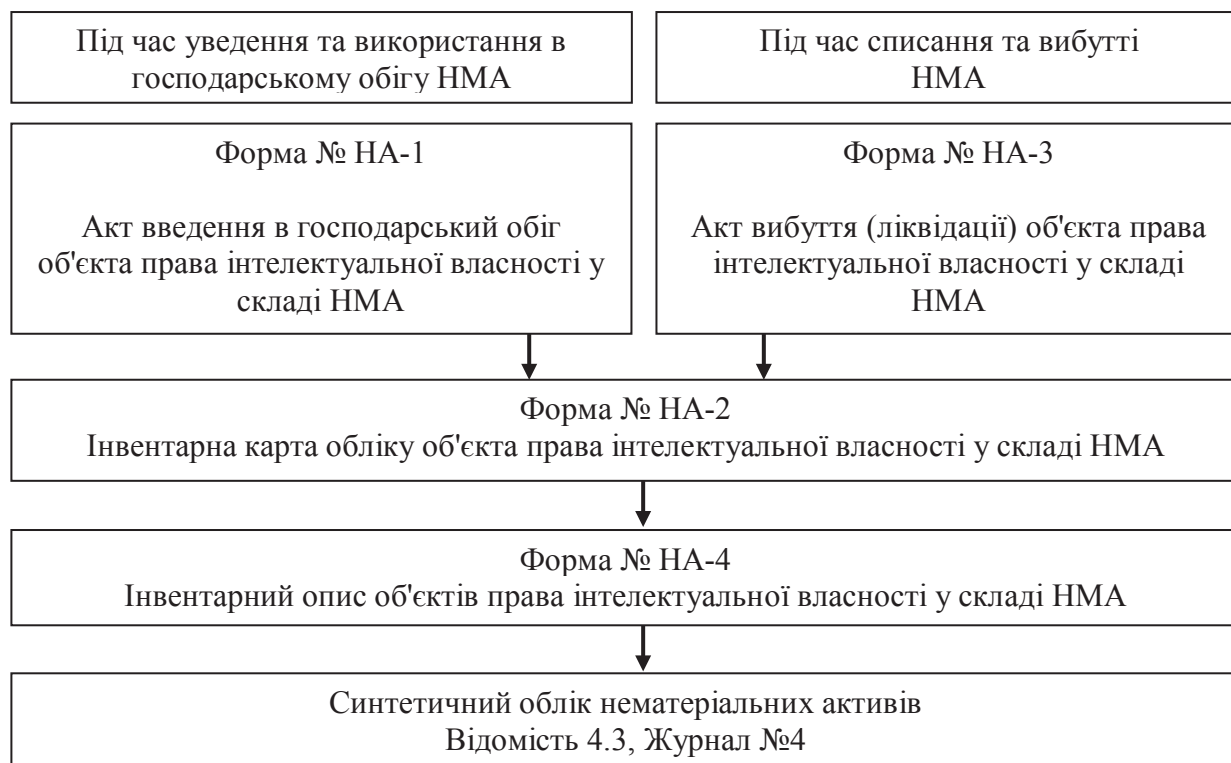 Під час уведення та використання в
господарському обігу НМА
Під час списання та вибутті
НМА
Форма № НА-1
Акт введення в господарський обіг
об'єкта права інтелектуальної власності у
складі НМА
Форма № НА-3
Акт вибуття (ліквідації) об'єкта права
інтелектуальної власності у складі
НМА
Форма № НА-2
Інвентарна карта обліку об'єкта права інтелектуальної власності у складі НМА
Форма № НА-4
Інвентарний опис об'єктів права інтелектуальної власності у складі НМА
Синтетичний облік нематеріальних активів
Відомість 4.3, Журнал №4